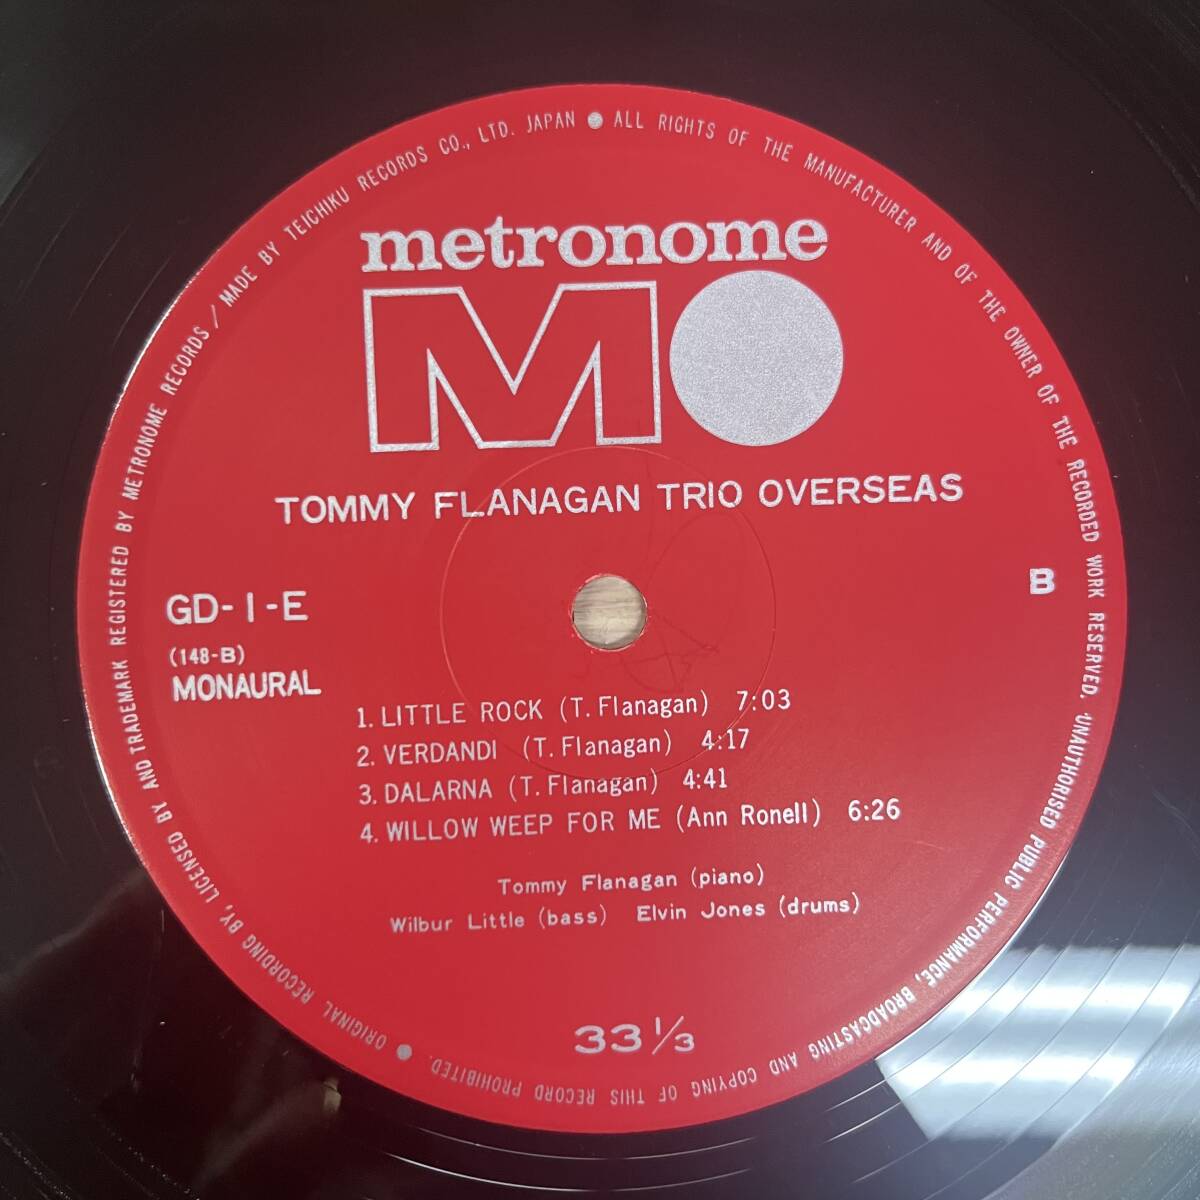 metronome
MO
TOMMY FLANAGAN TRIO OVERSEAS
GD-1-E
(148-B)
MONAURAL
B
1. LITTLE ROCK (T. Flanagan) 7:03
2. VERDANDI (T. Flanagan) 4:17
3. DALARNA (T. Flanagan) 4:41
4. WILLOW WEEP FOR ME (Ann Ronell) 6:26
Tommy Flanagan (piano)
Wilbur Little (bass) Elvin Jones (drums)
33 1/3
ORIGINAL RECORDING BY, LICENSED BY AND TRADEMARK REGISTERED BY METRONOME RECORDS / MADE BY TEICHIKU RECORDS CO., LTD. JAPAN ● ALL RIGHTS OF THE MANUFACTURER AND OF THE OWNER OF THE RECORDED WORK RESERVED. UNAUTHORISED PUBLIC PERFORMANCE, BROADCASTING AND COPYING OF THIS RECORD PROHIBITED. ●